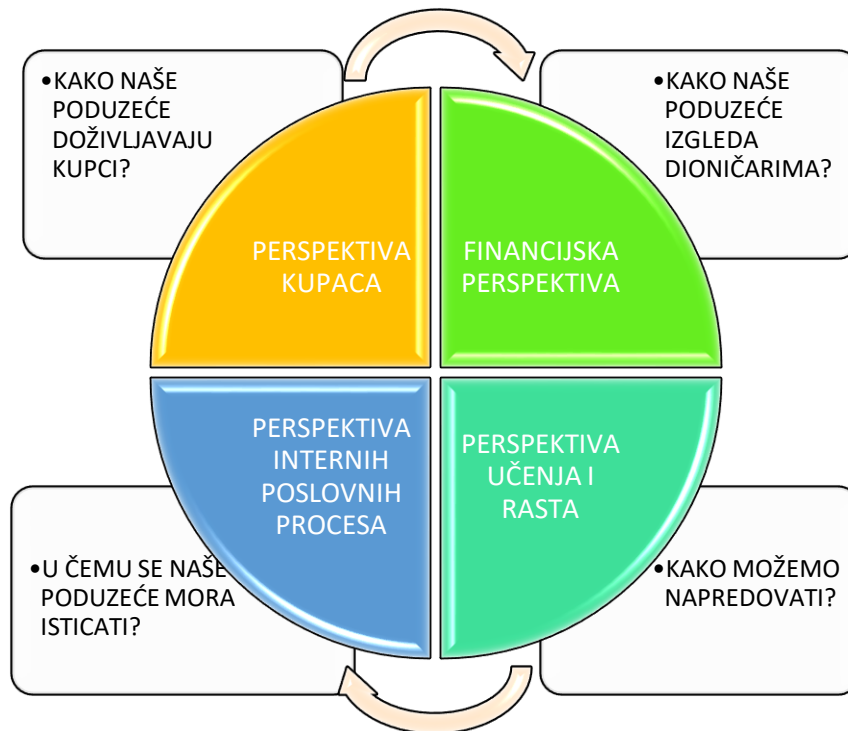 •KAKO NAŠE
PODUZEĆE
DOŽIVLJAVAJU
KUPCI?
•KAKO NAŠE
PODUZEĆE
IZGLEDA
DIONIČARIMA?
PERSPEKTIVA
KUPACA
FINANCIJSKA
PERSPEKTIVA
PERSPEKTIVA
INTERNIH
POSLOVNIH
PROCESA
PERSPEKTIVA
UČENJA I
RASTA
•U ČEMU SE NAŠE
PODUZEĆE MORA
ISTICATI?
•KAKO MOŽEMO
NAPREDOVATI?